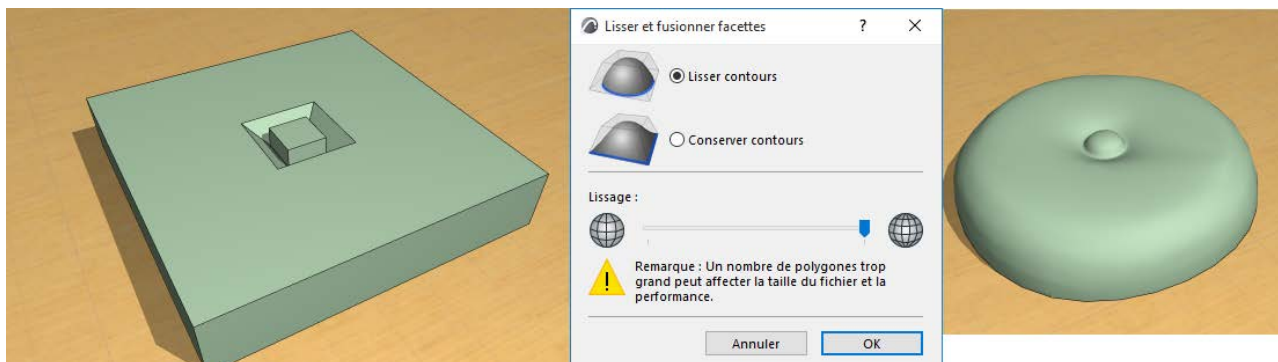 Lisser et fusionner facettes
?
Lisser contours
Conserver contours
Lissage :
Remarque : Un nombre de polygones trop
grand peut affecter la taille du fichier et la
performance.
Annuler
OK